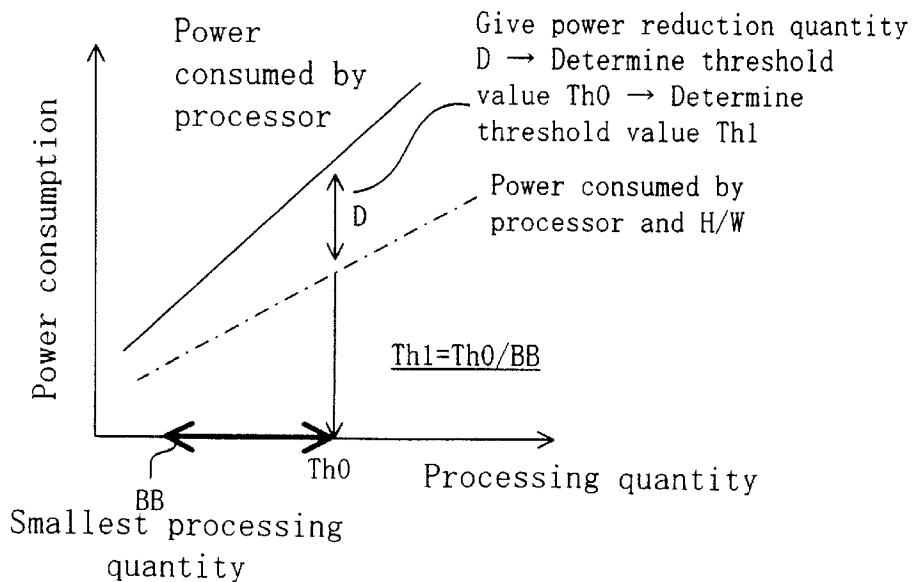 Power
consumed by
processor
Give power reduction quantity
D → Determine threshold
value Th0 → Determine
threshold value Th1
Power consumption
D
Power consumed by
processor and H/W
Th1=Th0/BB
Th0
Processing quantity
BB
Smallest processing
quantity